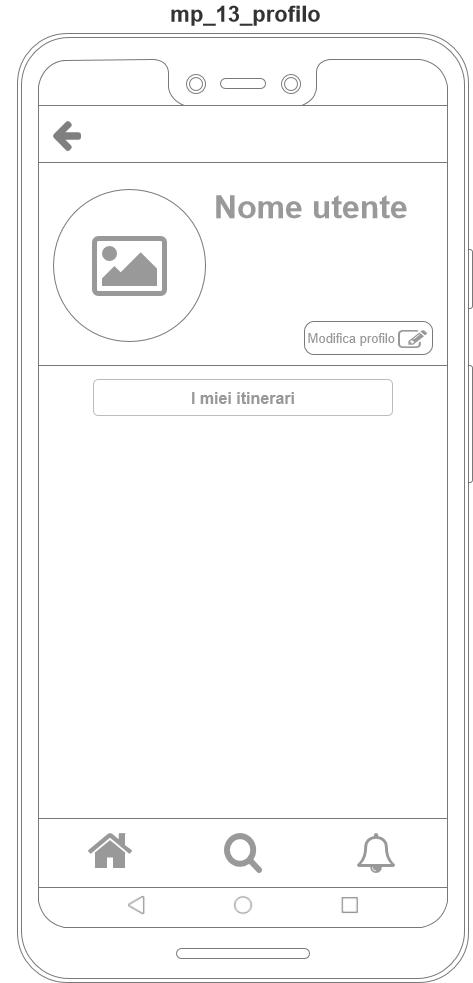 mp_13_profilo
Nome utente
Modifica profilo
I miei itinerari